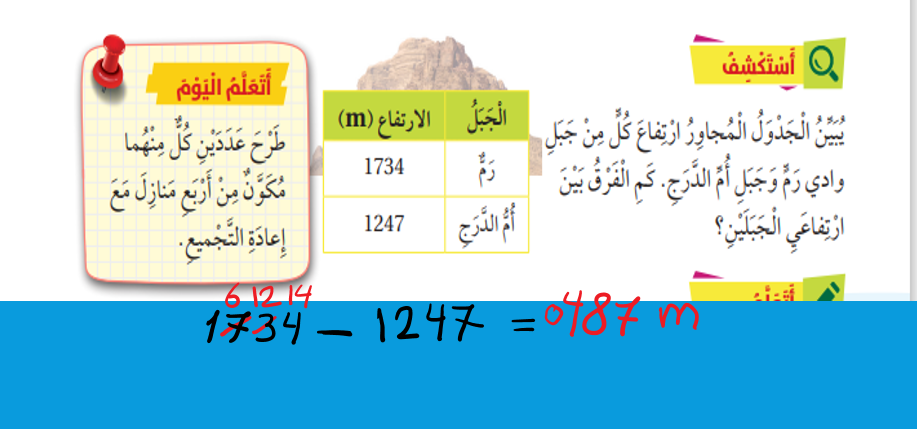 أَسْتَكْشِفُ
يُبَيِّنُ الْجَدْوَلُ الْمُجاوِرُ ارْتِفاعَ كُلٍّ مِنْ جَبَلِ
وادي رَمٍّ وَجَبَلِ أُمِّ الدَّرَجِ. كَمِ الْفَرْقُ بَيْنَ
ارْتِفاعَيِ الْجَبَلَيْنِ؟
الْجَبَلُ الارتفاع (m)
رَمٌّ 1734
أُمُّ الدَّرَجِ 1247
أَتَعَلَّمُ الْيَوْمَ
طَرْحَ عَدَدَيْنِ كُلٌّ مِنْهُما
مُكَوَّنٌ مِنْ أَرْبَعِ مَنازِلَ مَعَ
إِعادَةِ التَّجْميعِ.
أَتَعَلَّمُ
6 12 14
1734 – 1247 = 0487 m